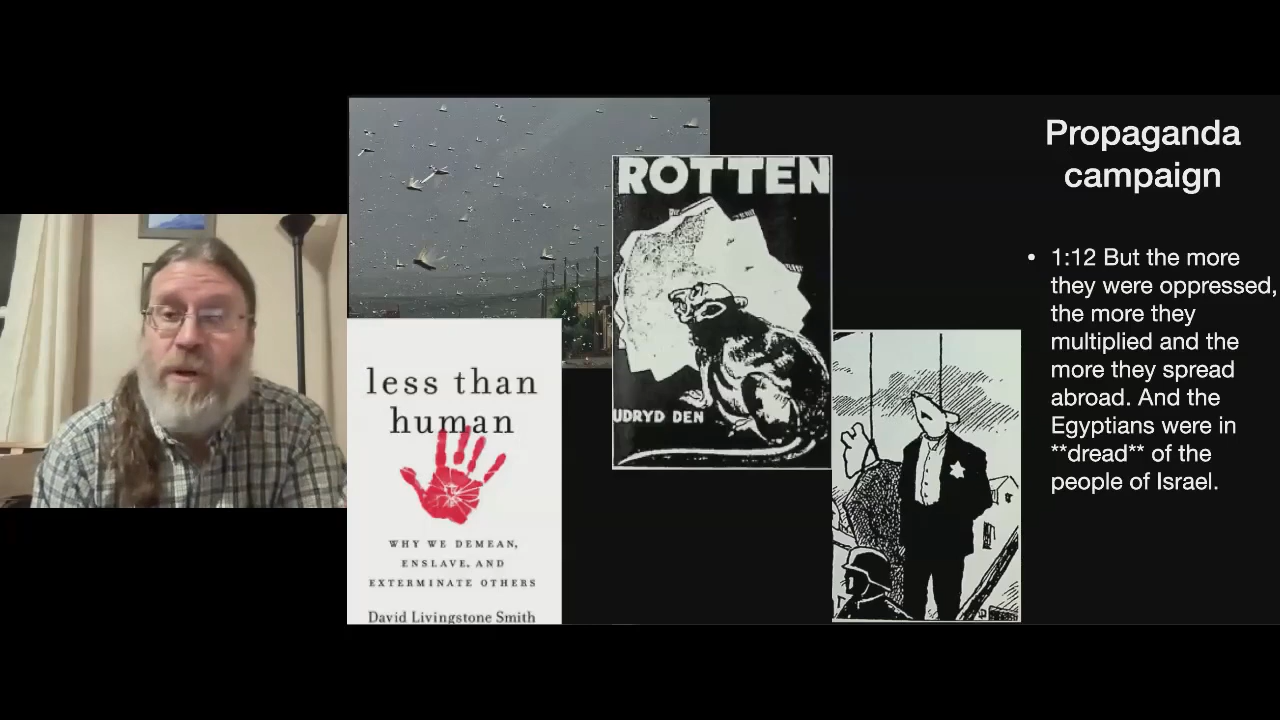 less than
human
WHY WE DEMEAN,
ENSLAVE, AND
EXTERMINATE OTHERS
David Livingstone Smith
ROTTEN
UDRYD DEN
Propaganda
campaign
• 1:12 But the more
they were oppressed,
the more they
multiplied and the
more they spread
abroad. And the
Egyptians were in
**dread** of the
people of Israel.